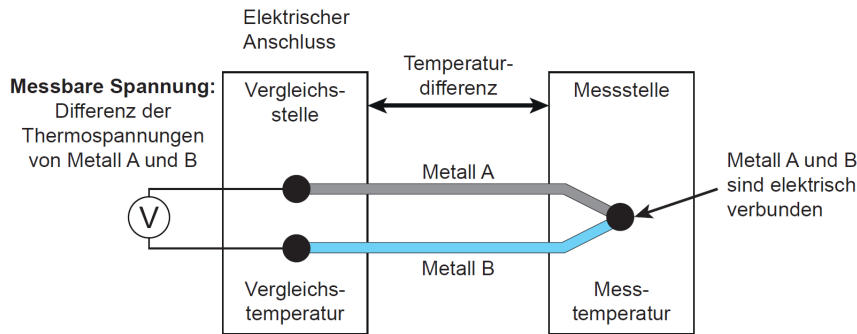 Elektrischer
Anschluss
Messbare Spannung:
Differenz der
Thermospannungen
von Metall A und B
Vergleichs-
stelle
Temperatur-
differenz
Messstelle
Metall A
Metall A und B
sind elektrisch
verbunden
V
Metall B
Vergleichs-
temperatur
Mess-
temperatur